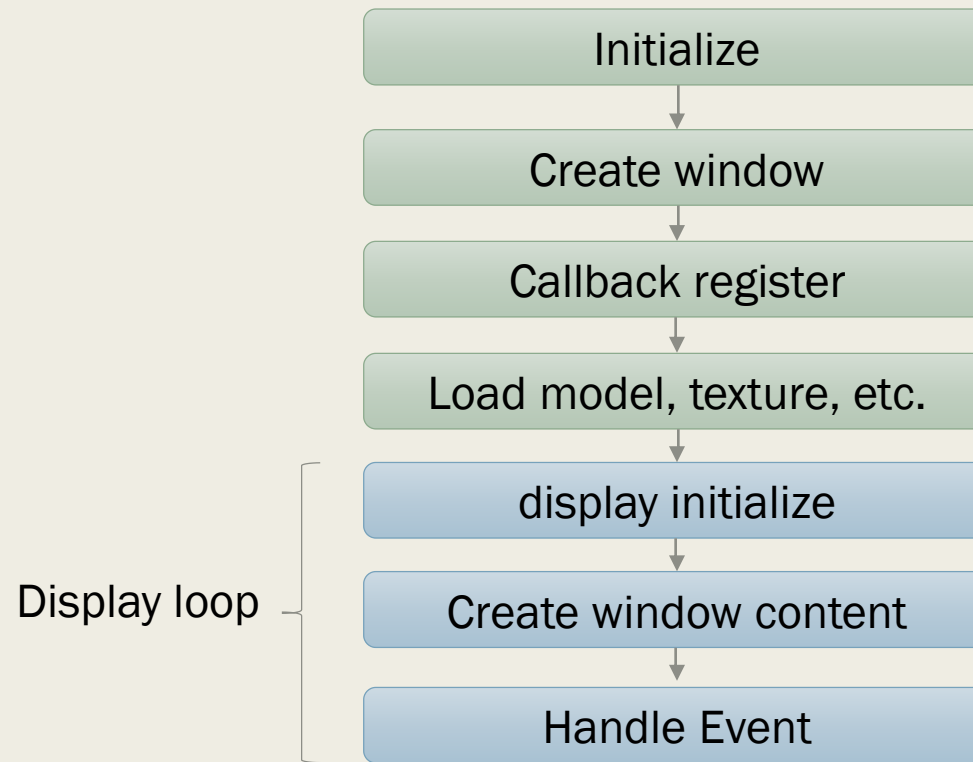 Initialize
Create window
Callback register
Load model, texture, etc.
display initialize
Display loop
Create window content
Handle Event